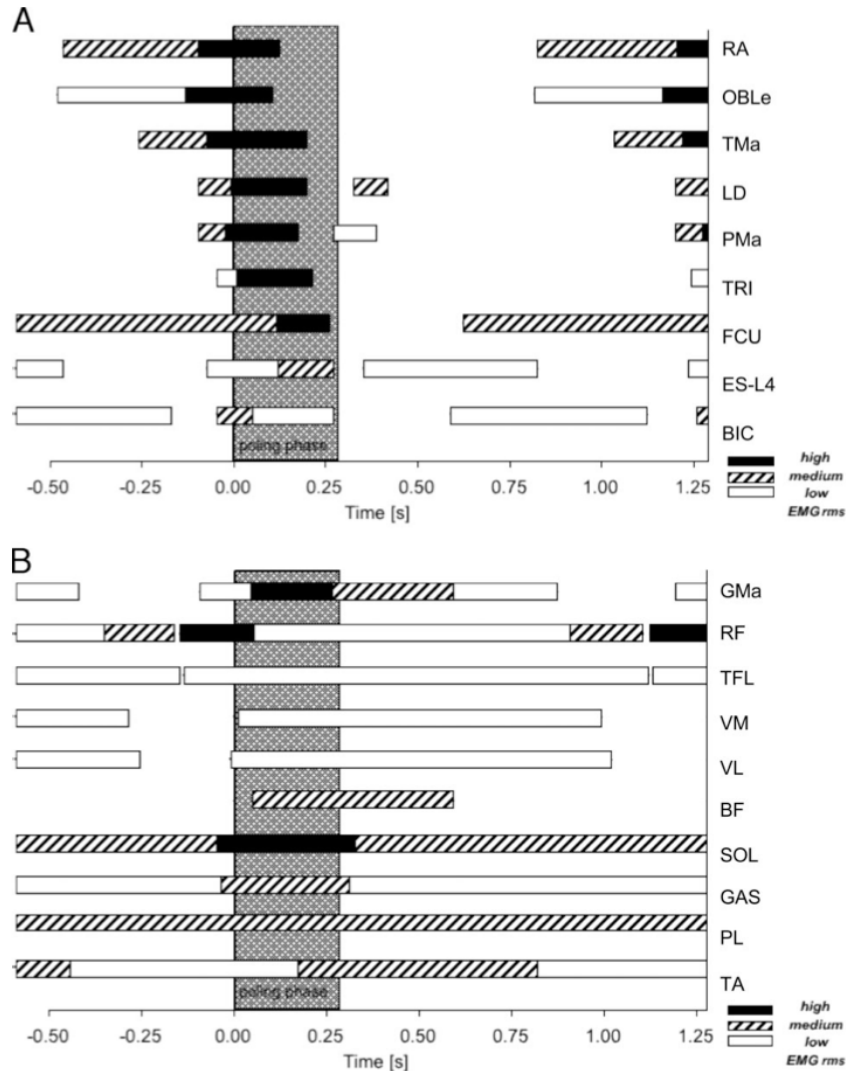 A
RA
OBLe
TMa
LD
PMa
TRI
FCU
ES-L4
BIC
poling phase
high
medium
low
EMG rms
-0.50 -0.25 0.00 0.25 0.50 0.75 1.00 1.25
Time [s]
B
GMa
RF
TFL
VM
VL
BF
SOL
GAS
PL
TA
poling phase
high
medium
low
EMG rms
-0.50 -0.25 0.00 0.25 0.50 0.75 1.00 1.25
Time [s]